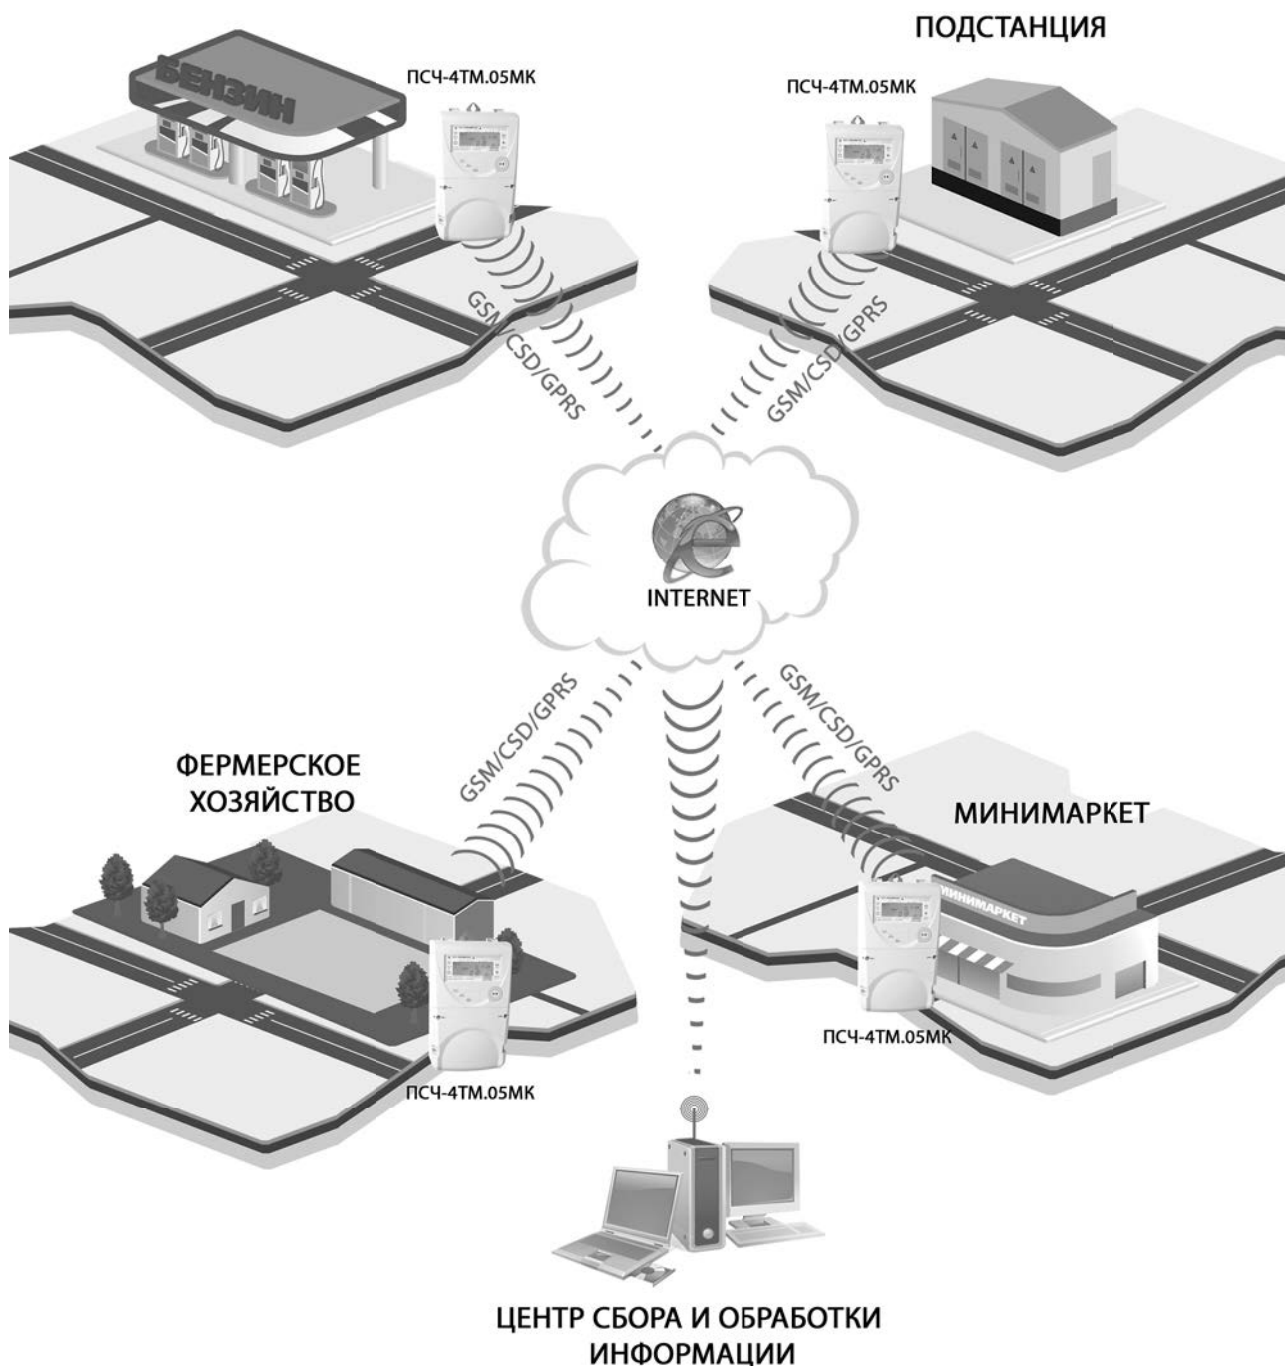 ПОДСТАНЦИЯ
ПСЧ-4ТМ.05МК
ПСЧ-4ТМ.05МК
БЕНЗИН
GSM/CSD/GPRS
GSM/CSD/GPRS
INTERNET
GSM/CSD/GPRS
GSM/CSD/GPRS
ФЕРМЕРСКОЕ
ХОЗЯЙСТВО
МИНИМАРКЕТ
МИНИМАРКЕТ
ПСЧ-4ТМ.05МК
ПСЧ-4ТМ.05МК
ЦЕНТР СБОРА И ОБРАБОТКИ
ИНФОРМАЦИИ